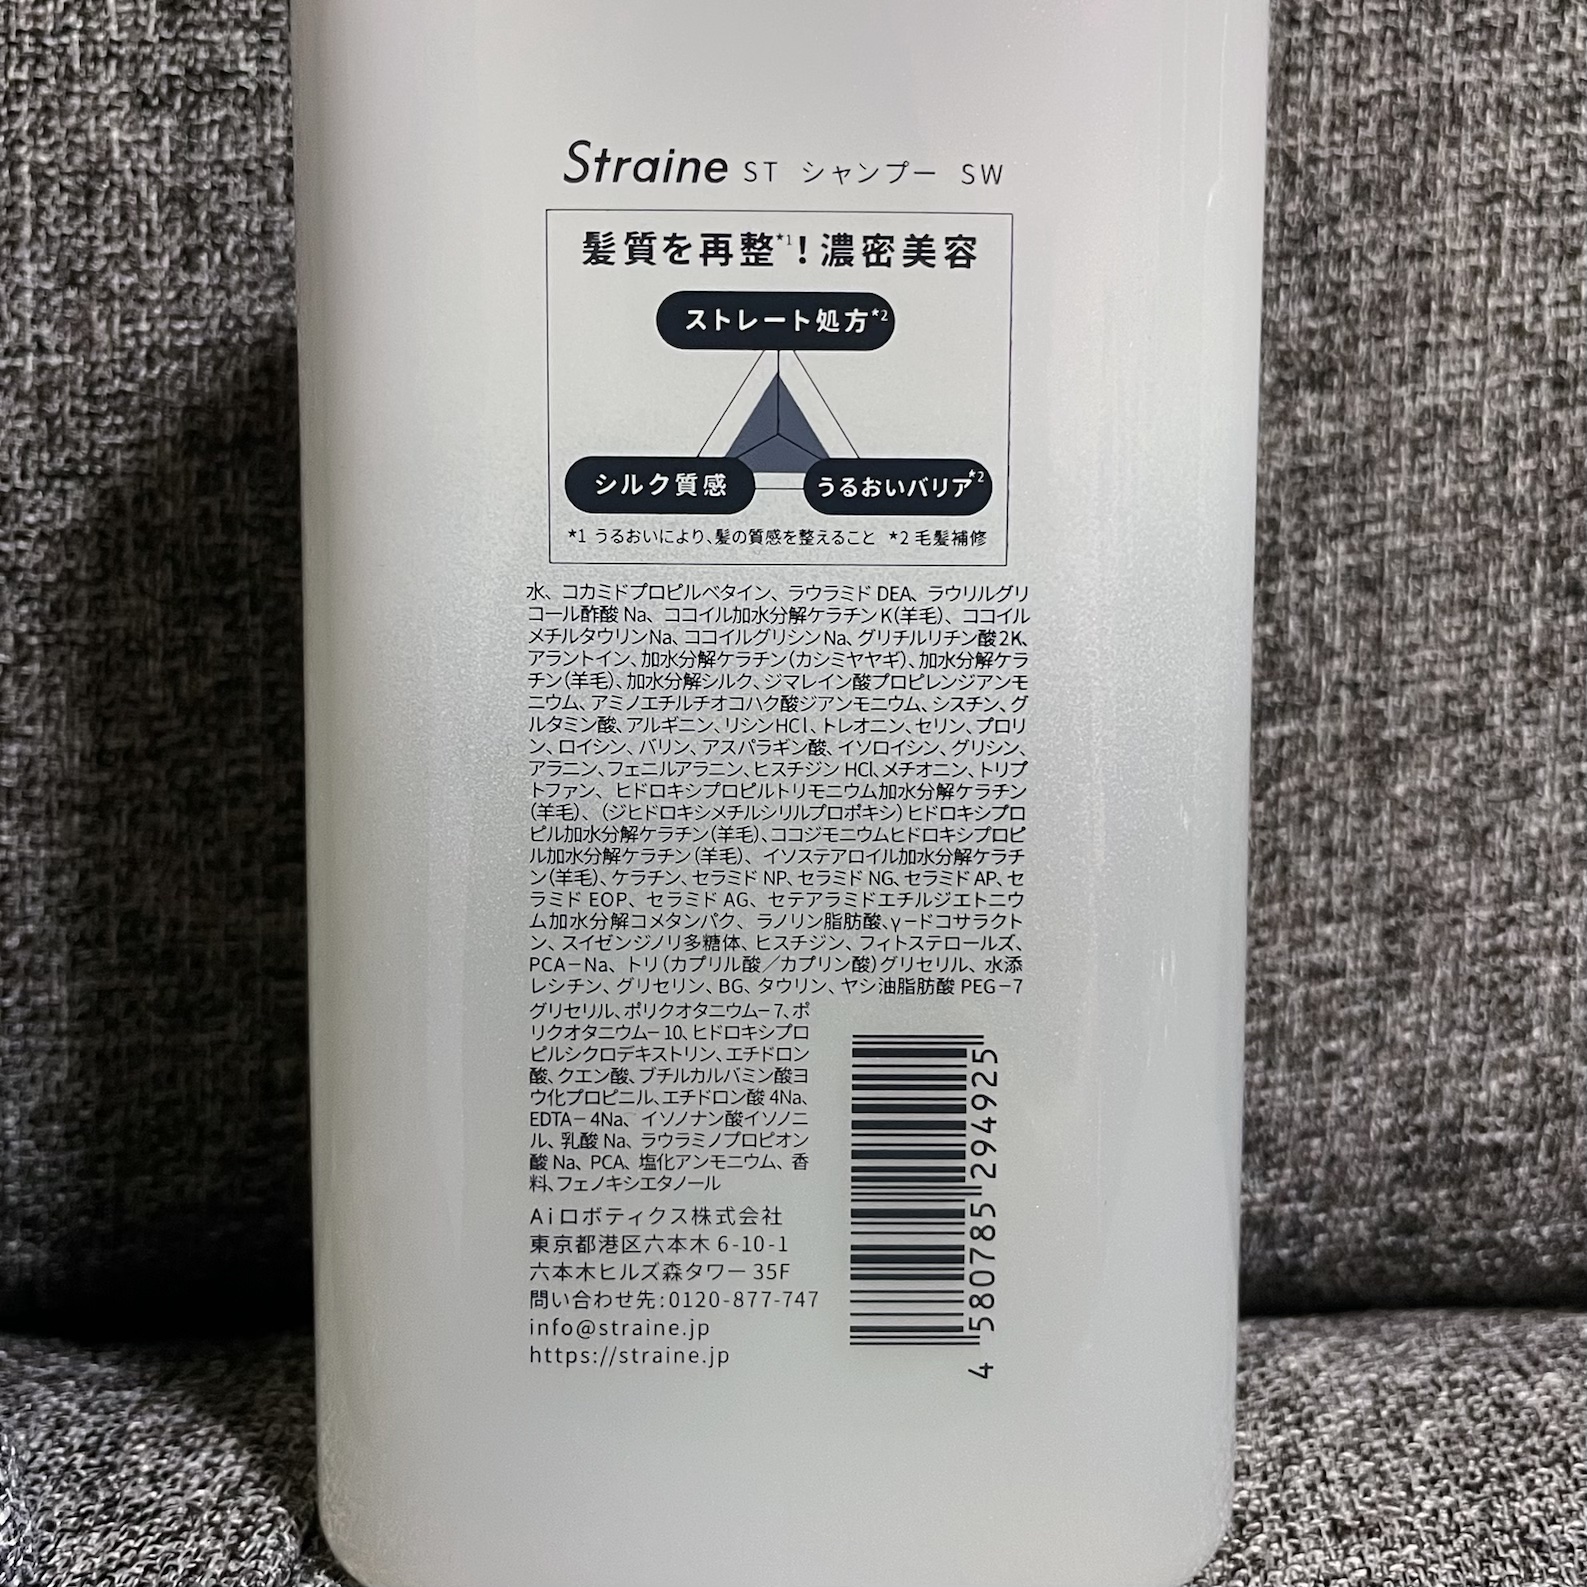 Straine ST シャンプー SW
髪質を再整*1！濃密美容
ストレート処方*2
シルク質感 うるおいバリア*2
*1 うるおいにより、髪の質感を整えること *2 毛髪補修
水、コカミドプロピルベタイン、ラウラミド DEA、ラウリルグリ
コール酢酸 Na、ココイル加水分解ケラチンK(羊毛)、ココイル
メチルタウリンNa、ココイルグリシンNa、グリチルリチン酸2K、
アラントイン、加水分解ケラチン(カシミヤヤギ)、加水分解ケラ
チン(羊毛)、加水分解シルク、ジマレイン酸プロピレンジアンモ
ニウム、アミノエチルチオコハク酸ジアンモニウム、シスチン、グ
ルタミン酸、アルギニン、リシンHCl、トレオニン、セリン、プロリ
ン、ロイシン、バリン、アスパラギン酸、イソロイシン、グリシン、
アラニン、フェニルアラニン、ヒスチジン HCl、メチオニン、トリプ
トファン、ヒドロキシプロピルトリモニウム加水分解ケラチン
(羊毛)、(ジヒドロキシメチルシリルプロポキシ)ヒドロキシプロ
ピル加水分解ケラチン(羊毛)、ココジモニウムヒドロキシプロピ
ル加水分解ケラチン(羊毛)、イソステアロイル加水分解ケラチ
ン(羊毛)、ケラチン、セラミド NP、セラミド NG、セラミド AP、セ
ラミド EOP、セラミド AG、セテアラミドエチルジエトニウ
ム加水分解コメタンパク、ラノリン脂肪酸、γ－ドコサラクト
ン、スイゼンジノリ多糖体、ヒスチジン、フィトステロールズ、
PCA－Na、トリ(カプリル酸／カプリン酸)グリセリル、水添
レシチン、グリセリン、BG、タウリン、ヤシ油脂肪酸 PEG－7
グリセリル、ポリクオタニウム－7、ポ
リクオタニウム－10、ヒドロキシプロ
ピルシクロデキストリン、エチドロン
酸、クエン酸、ブチルカルバミン酸ヨ
ウ化プロピニル、エチドロン酸 4Na、
EDTA－4Na、イソノナン酸イソノニ
ル、乳酸 Na、ラウラミノプロピオン
酸 Na、PCA、塩化アンモニウム、香
料、フェノキシエタノール
Aiロボティクス株式会社
東京都港区六本木 6-10-1
六本木ヒルズ森タワー 35F
問い合わせ先:0120-877-747
info@straine.jp
https://straine.jp
4 580785 294925